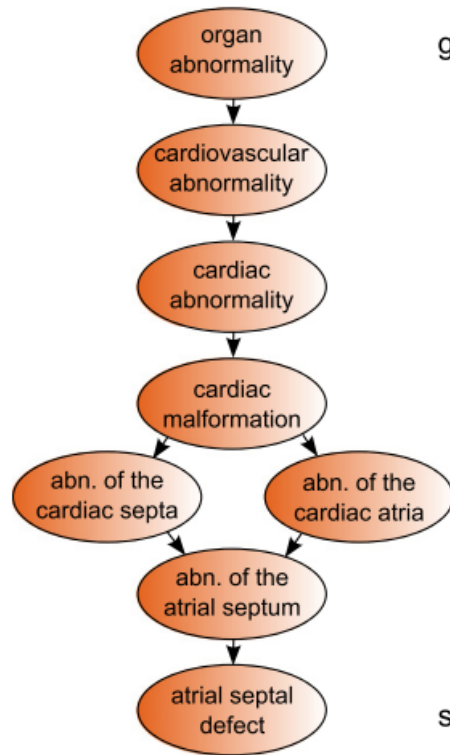 organ
abnormality
g
cardiovascular
abnormality
cardiac
abnormality
cardiac
malformation
abn. of the
cardiac septa
abn. of the
cardiac atria
abn. of the
atrial septum
atrial septal
defect
s